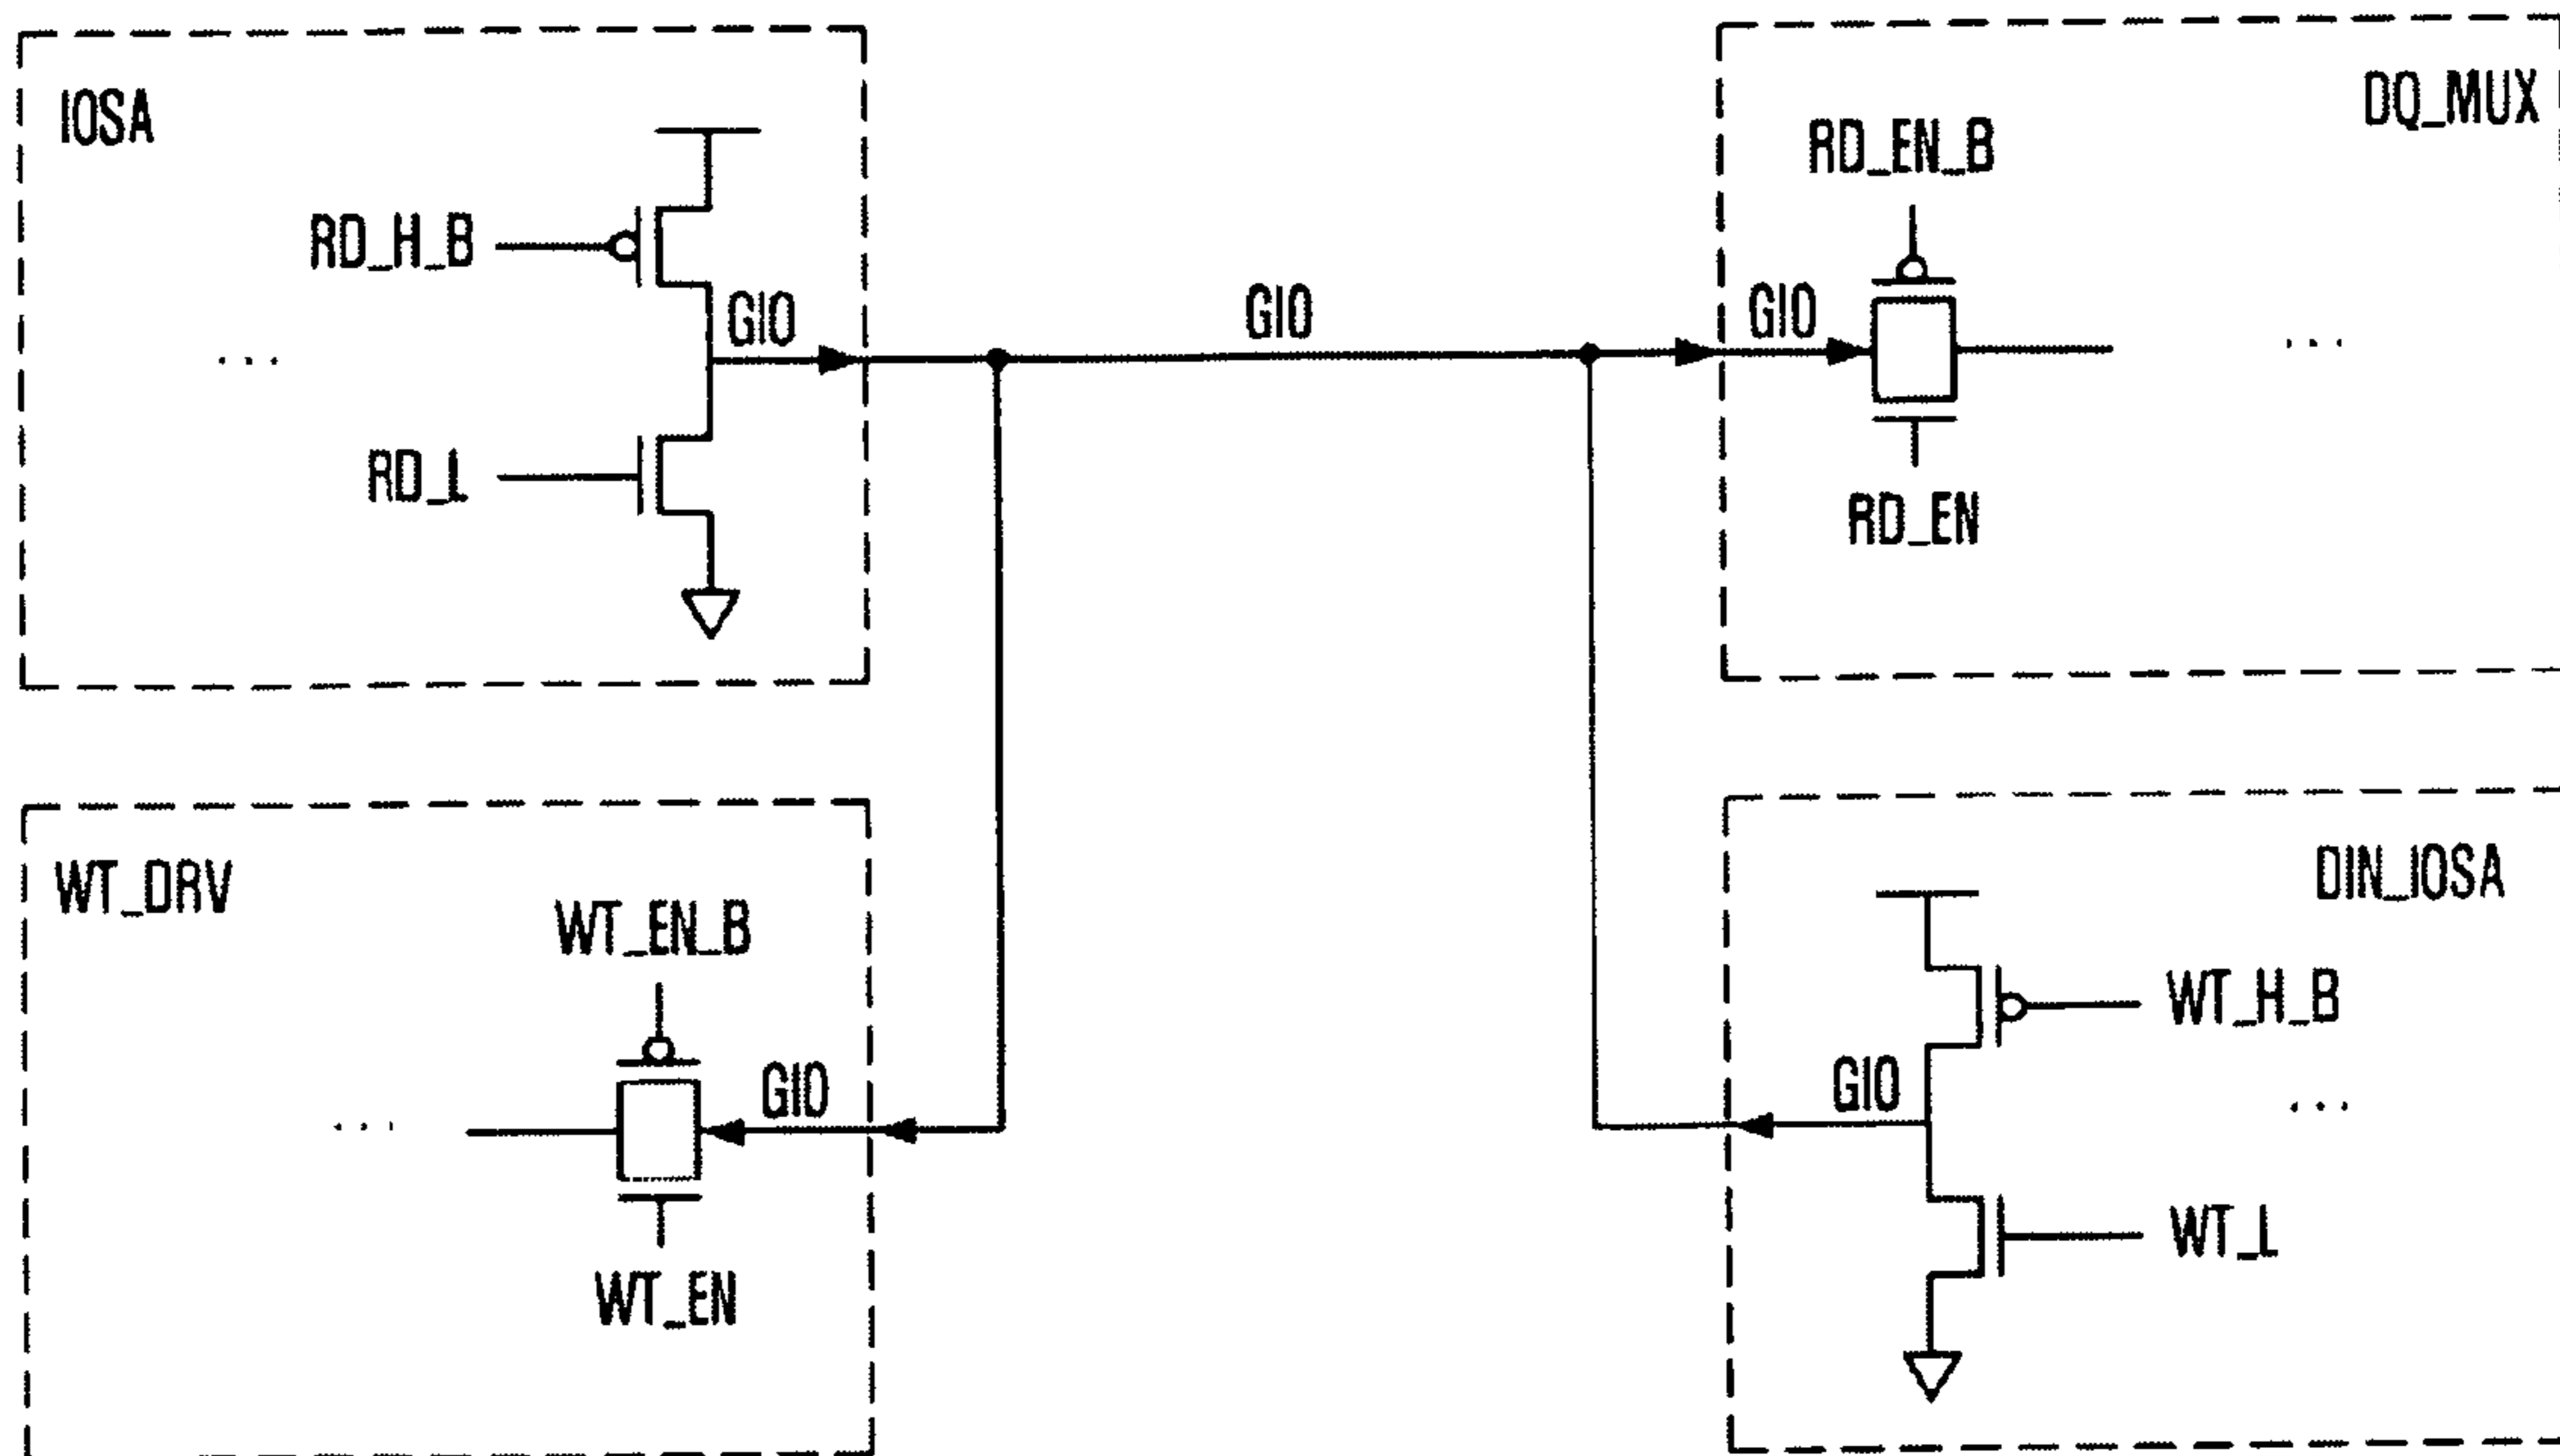 IOSA
RD_H_B
GIO
RD_L
GIO
DQ_MUX
RD_EN_B
GIO
RD_EN
WT_DRV
WT_EN_B
GIO
WT_EN
DIN_IOSA
WT_H_B
GIO
WT_L